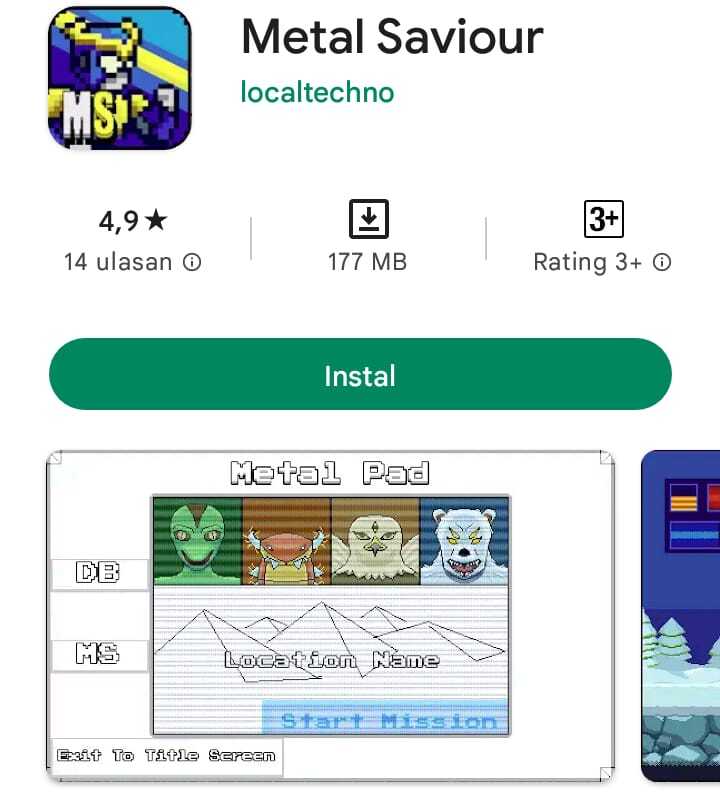 Metal Saviour
localtechno
MS
4,9★
14 ulasan
177 MB
3+
Rating 3+
Instal
Metal Pad
DB
MS
Location Name
Start Mission
Exit To Title Screen